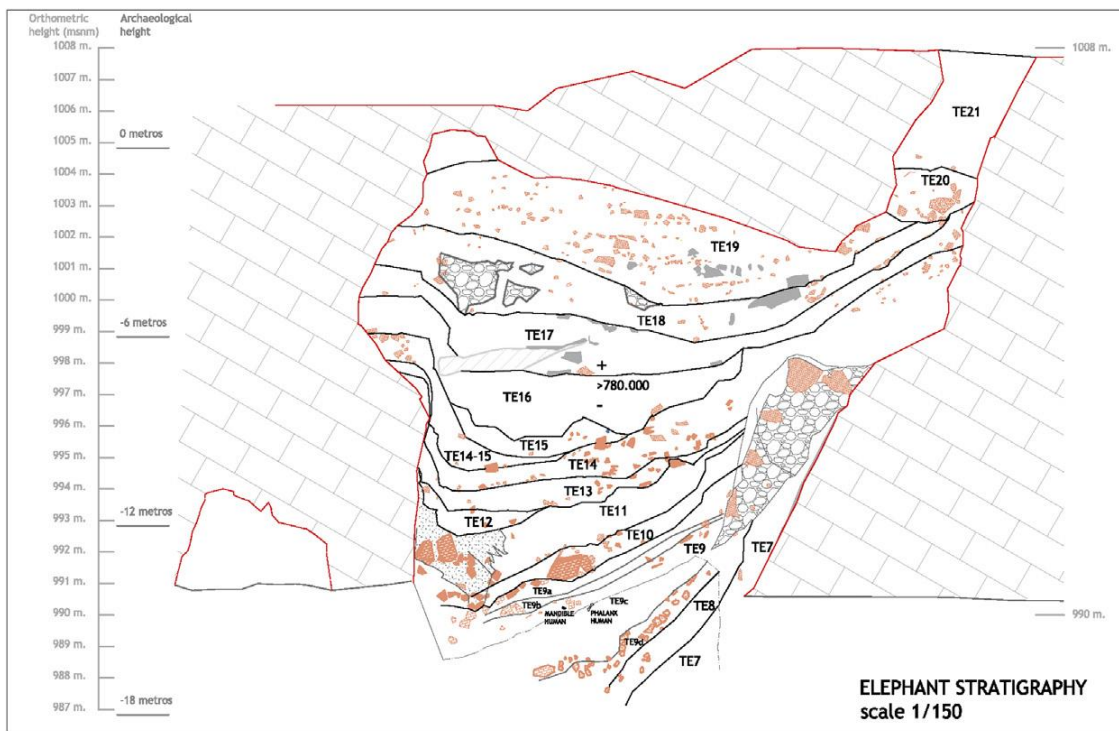 Orthometric
height (msnm)
Archaeological
height
1008 m.
1007 m.
1006 m.
1005 m.
1004 m.
1003 m.
1002 m.
1001 m.
1000 m.
999 m.
998 m.
997 m.
996 m.
995 m.
994 m.
993 m.
992 m.
991 m.
990 m.
989 m.
988 m.
987 m.
0 metros
-6 metros
-12 metros
-18 metros
1008 m.
990 m.
TE21
TE20
TE19
TE18
TE17
+
>780.000
-
TE16
TE15
TE14-15
TE14
TE13
TE11
TE12
TE10
TE9
TE7
TE9a
TE9b
TE9c
MANDIBLE
HUMAN
PHALANX
HUMAN
TE8
TE9d
TE7
ELEPHANT STRATIGRAPHY
scale 1/150